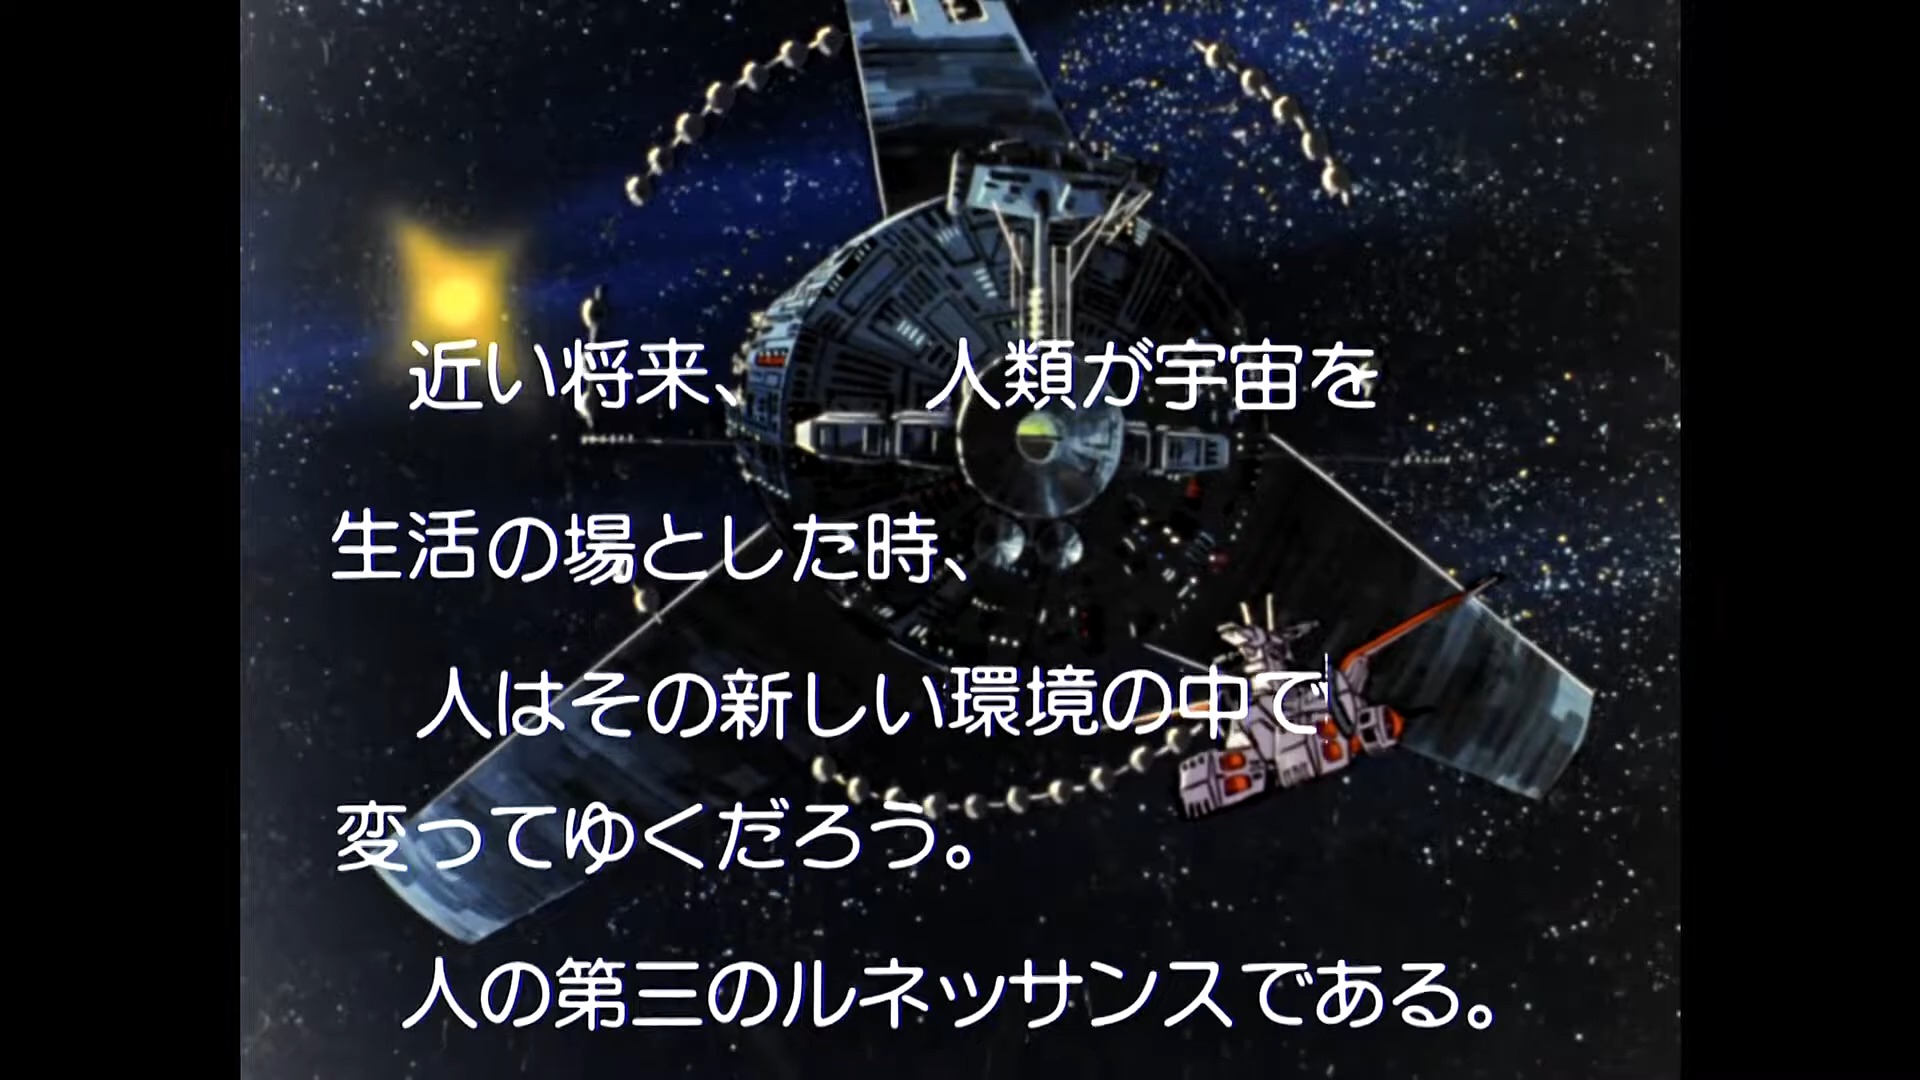 近い将来、　人類が宇宙を
生活の場とした時、
人はその新しい環境の中で
変ってゆくだろう。
人の第三のルネッサンスである。